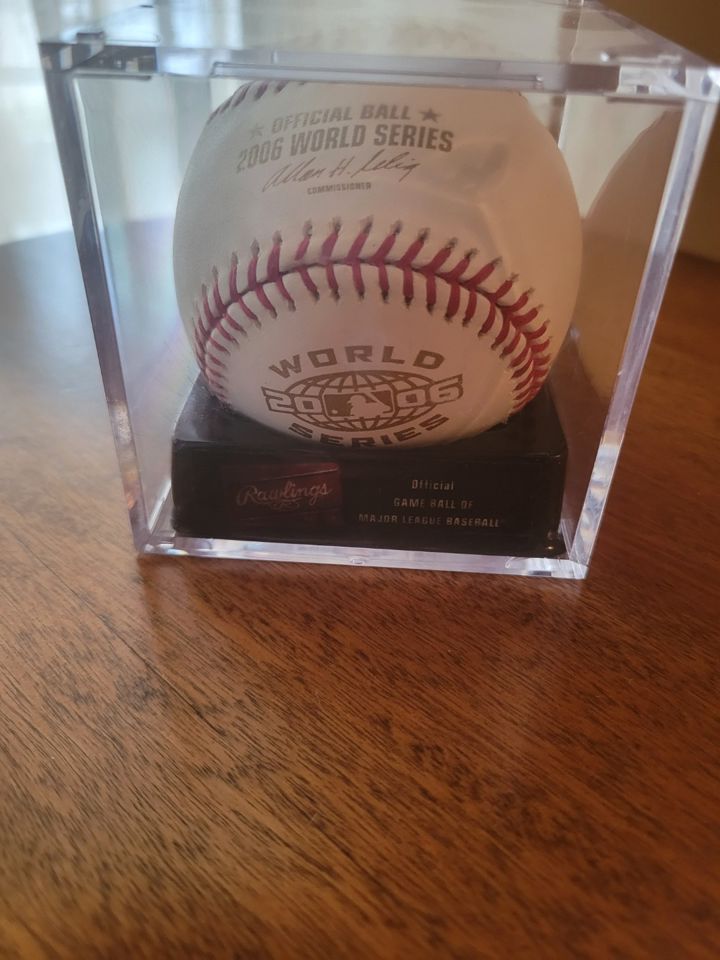 ★ OFFICIAL BALL ★
2006 WORLD SERIES
Allan H. Selig
COMMISSIONER
WORLD
2006
SERIES
Rawlings
Official
GAME BALL OF
MAJOR LEAGUE BASEBALL